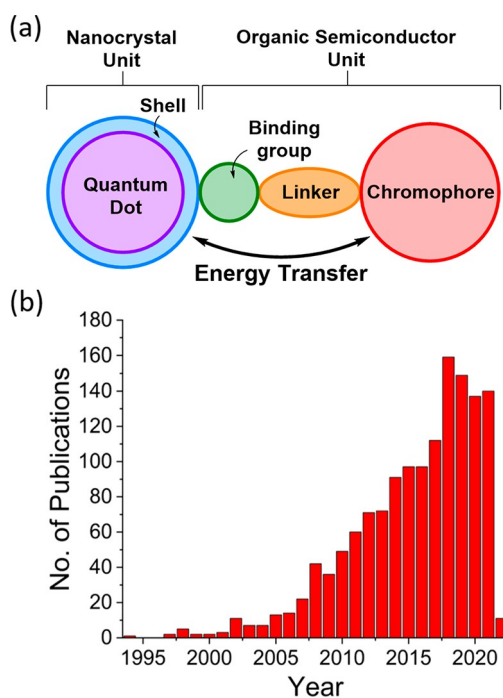 (a)
Nanocrystal
Unit
Organic Semiconductor
Unit
Shell
Binding
group
Quantum
Dot
Linker
Chromophore
Energy Transfer
(b)
No. of Publications
180
160
140
120
100
80
60
40
20
0
1995
2000
2005
2010
2015
2020
Year